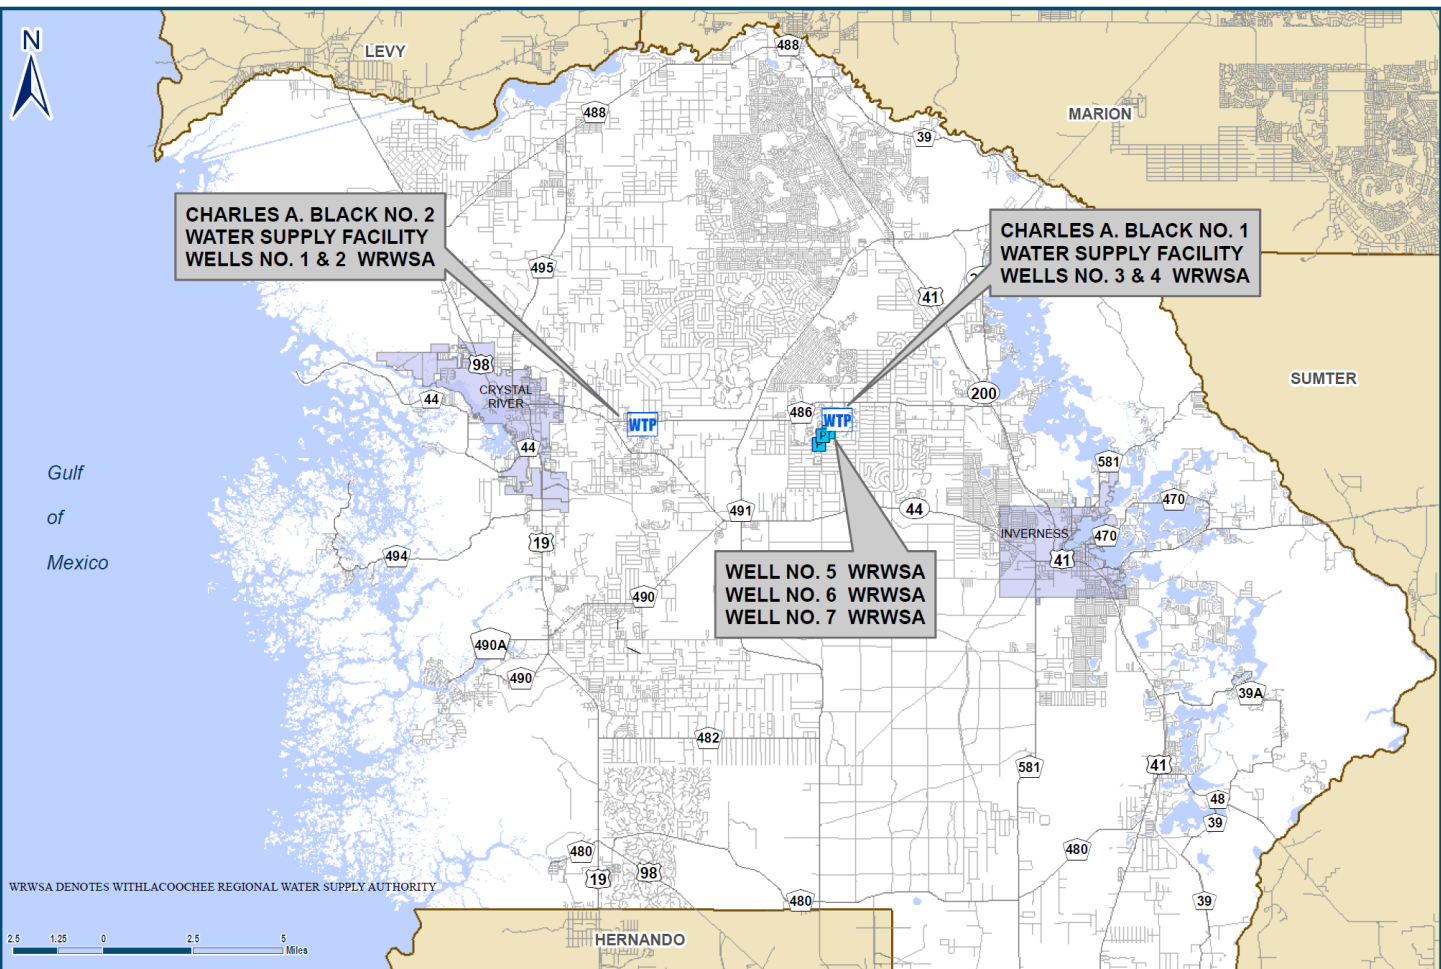 N
LEVY
488
488
MARION
39
CHARLES A. BLACK NO. 2
WATER SUPPLY FACILITY
WELLS NO. 1 & 2 WRWSA
CHARLES A. BLACK NO. 1
WATER SUPPLY FACILITY
WELLS NO. 3 & 4 WRWSA
495
41
98
CRYSTAL
RIVER
44
SUMTER
200
486
WTP
WTP
P
P
44
581
Gulf
of
Mexico
470
491
44
INVERNESS
470
19
494
41
WELL NO. 5 WRWSA
WELL NO. 6 WRWSA
WELL NO. 7 WRWSA
490
490A
490
39A
482
581
41
48
39
480
480
98
19
WRWSA DENOTES WITHLACOOCHEE REGIONAL WATER SUPPLY AUTHORITY
480
39
HERNANDO
2.5 1.25 0 2.5 5
Miles